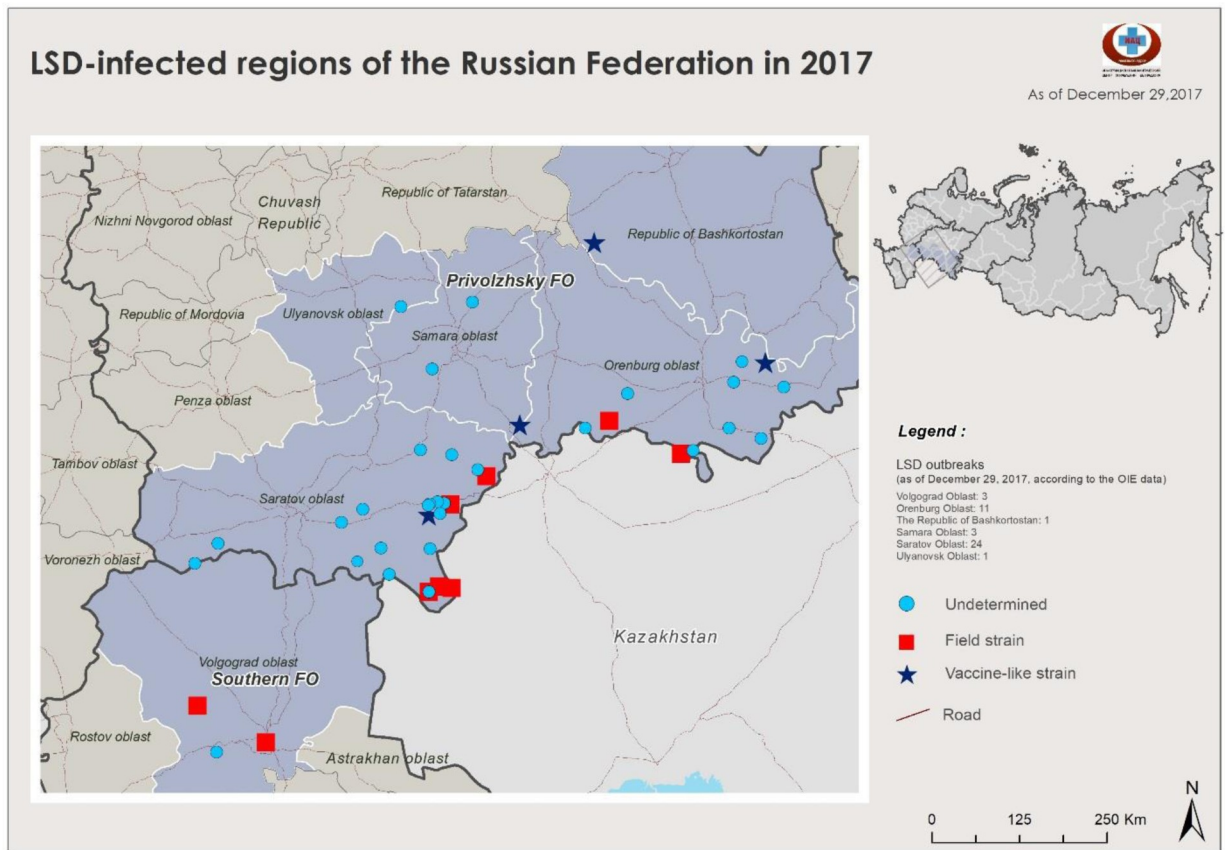 LSD-infected regions of the Russian Federation in 2017
НАЦ
As of December 29,2017
Chuvash
Republic
Republic of Tatarstan
Nizhni Novgorod oblast
Republic of Bashkortostan
Privolzhsky FO
Republic of Mordovia
Ulyanovsk oblast
Samara oblast
Orenburg oblast
Penza oblast
Tambov oblast
Saratov oblast
Voronezh oblast
Kazakhstan
Volgograd oblast
Southern FO
Rostov oblast
Astrakhan oblast
Legend :
LSD outbreaks
(as of December 29, 2017, according to the OIE data)
Volgograd Oblast: 3
Orenburg Oblast: 11
The Republic of Bashkortostan: 1
Samara Oblast: 3
Saratov Oblast: 24
Ulyanovsk Oblast: 1
Undetermined
Field strain
Vaccine-like strain
Road
N
0 125 250 Km